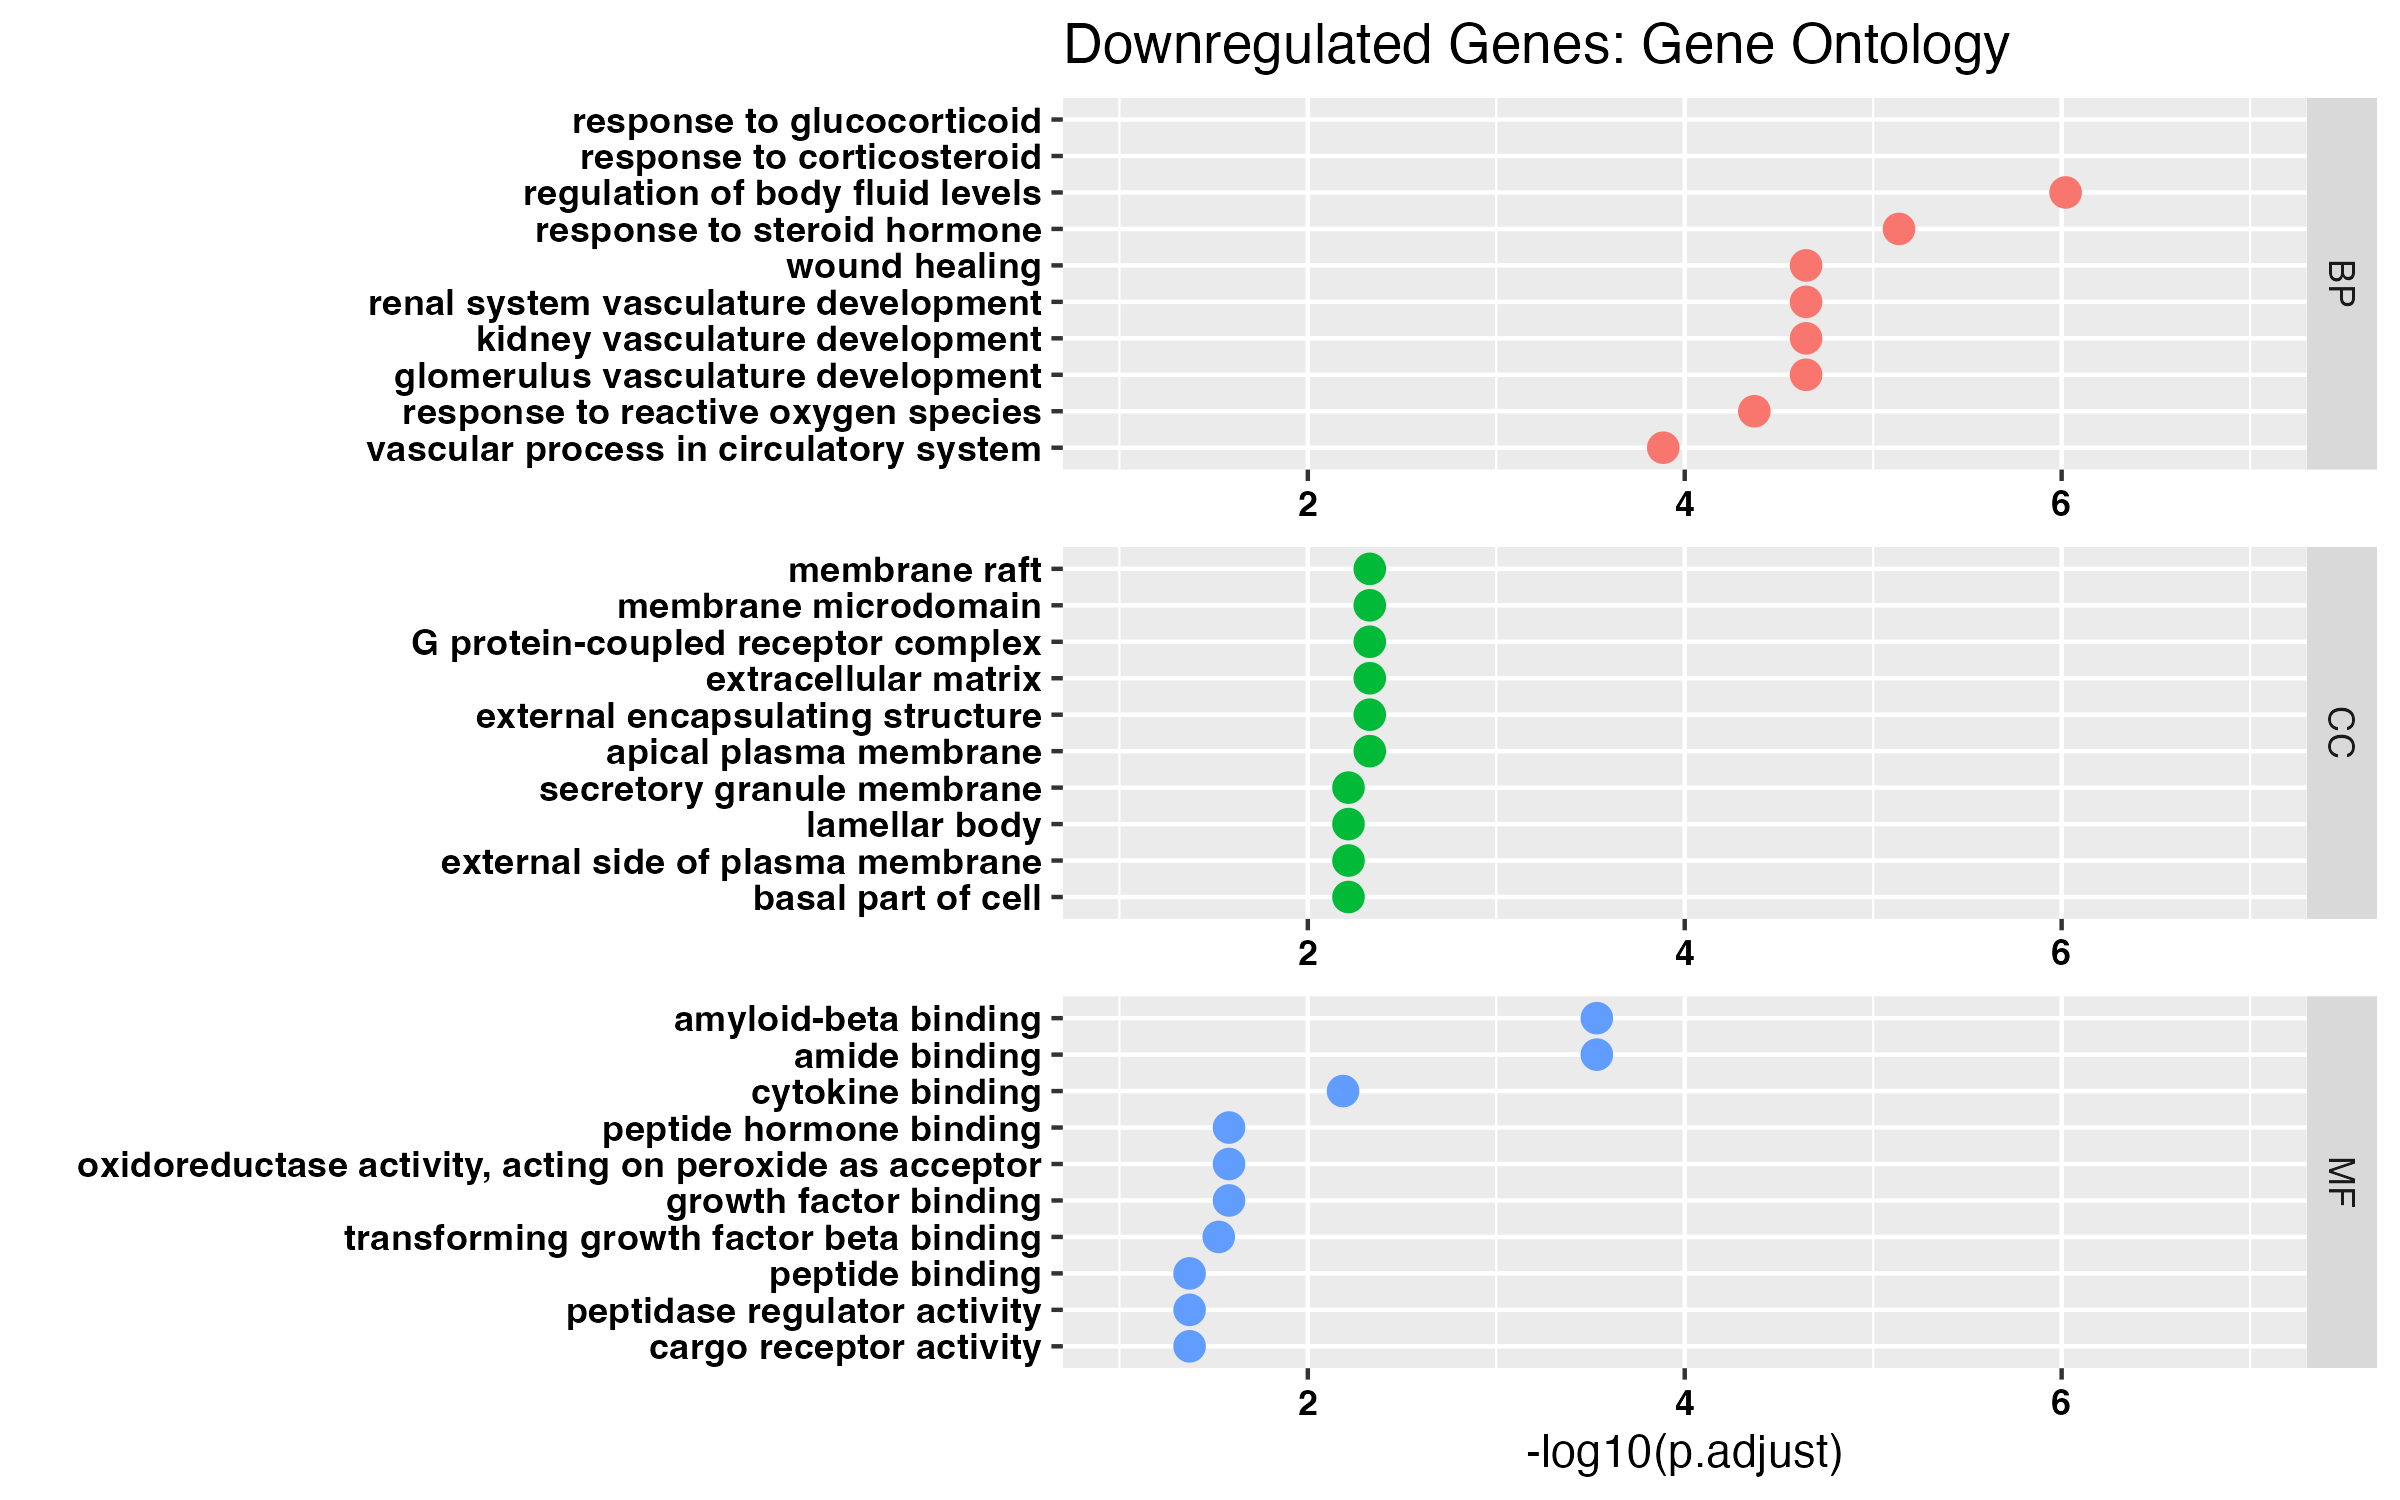 Downregulated Genes: Gene Ontology
response to glucocorticoid
response to corticosteroid
regulation of body fluid levels
response to steroid hormone
wound healing
renal system vasculature development
kidney vasculature development
glomerulus vasculature development
response to reactive oxygen species
vascular process in circulatory system
BP
2 4 6
membrane raft
membrane microdomain
G protein-coupled receptor complex
extracellular matrix
external encapsulating structure
apical plasma membrane
secretory granule membrane
lamellar body
external side of plasma membrane
basal part of cell
CC
2 4 6
amyloid-beta binding
amide binding
cytokine binding
peptide hormone binding
oxidoreductase activity, acting on peroxide as acceptor
growth factor binding
transforming growth factor beta binding
peptide binding
peptidase regulator activity
cargo receptor activity
MF
2 4 6
-log10(p.adjust)